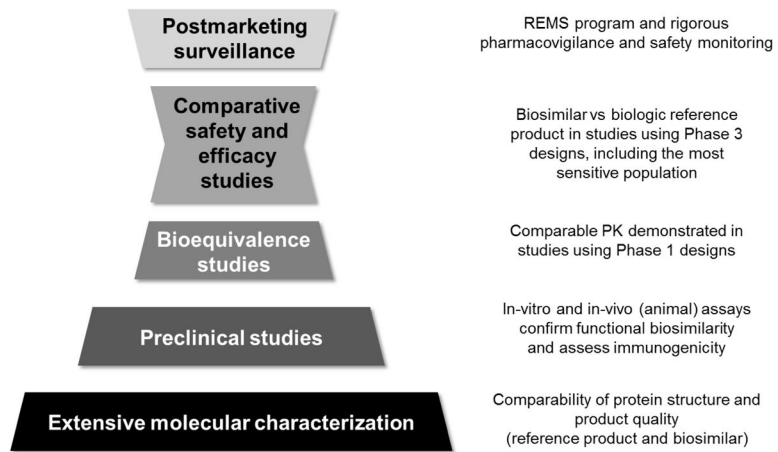 Postmarketing
surveillance
REMS program and rigorous
pharmacovigilance and safety monitoring
Comparative
safety and
efficacy
studies
Biosimilar vs biologic reference
product in studies using Phase 3
designs, including the most
sensitive population
Bioequivalence
studies
Comparable PK demonstrated in
studies using Phase 1 designs
Preclinical studies
In-vitro and in-vivo (animal) assays
confirm functional biosimilarity
and assess immunogenicity
Extensive molecular characterization
Comparability of protein structure and
product quality
(reference product and biosimilar)